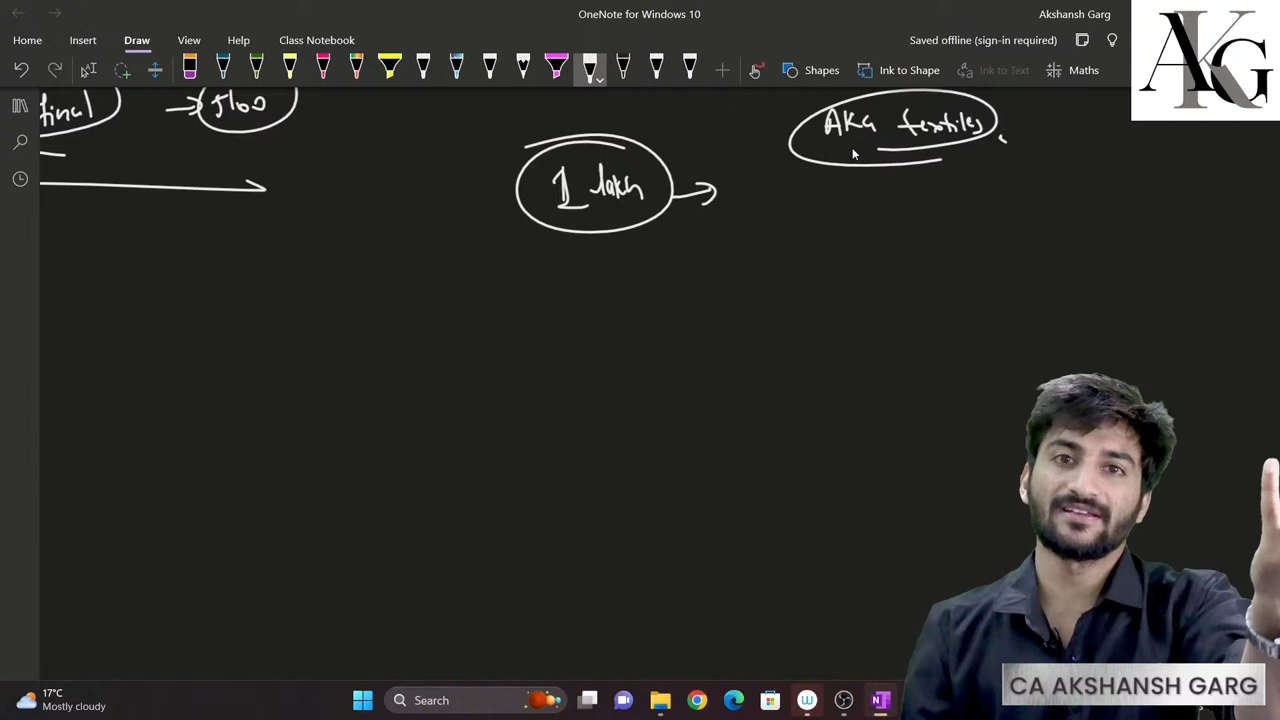 OneNote for Windows 10
Akshansh Garg
Home Insert Draw View Help Class Notebook
Saved offline (sign-in required)
Shapes Ink to Shape Ink to Text Maths
AKG
final → 5100
AKG textiles
1 lakh →
CA AKSHANSH GARG
17°C
Mostly cloudy
Search